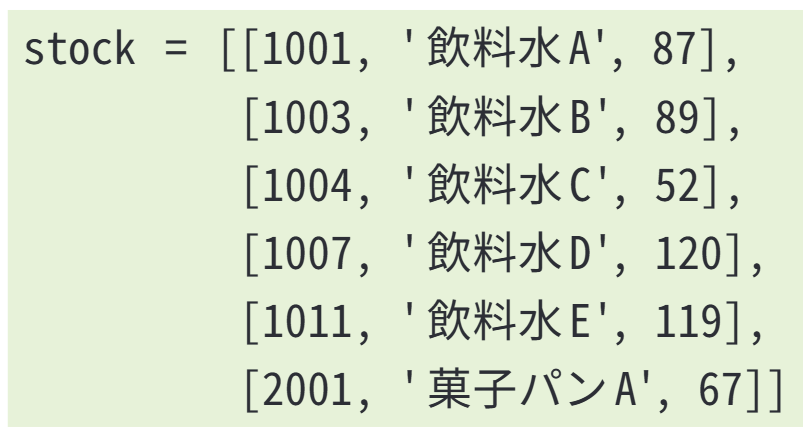 stock = [[1001, '飲料水A', 87],
[1003, '飲料水B', 89],
[1004, '飲料水C', 52],
[1007, '飲料水D', 120],
[1011, '飲料水E', 119],
[2001, '菓子パンA', 67]]